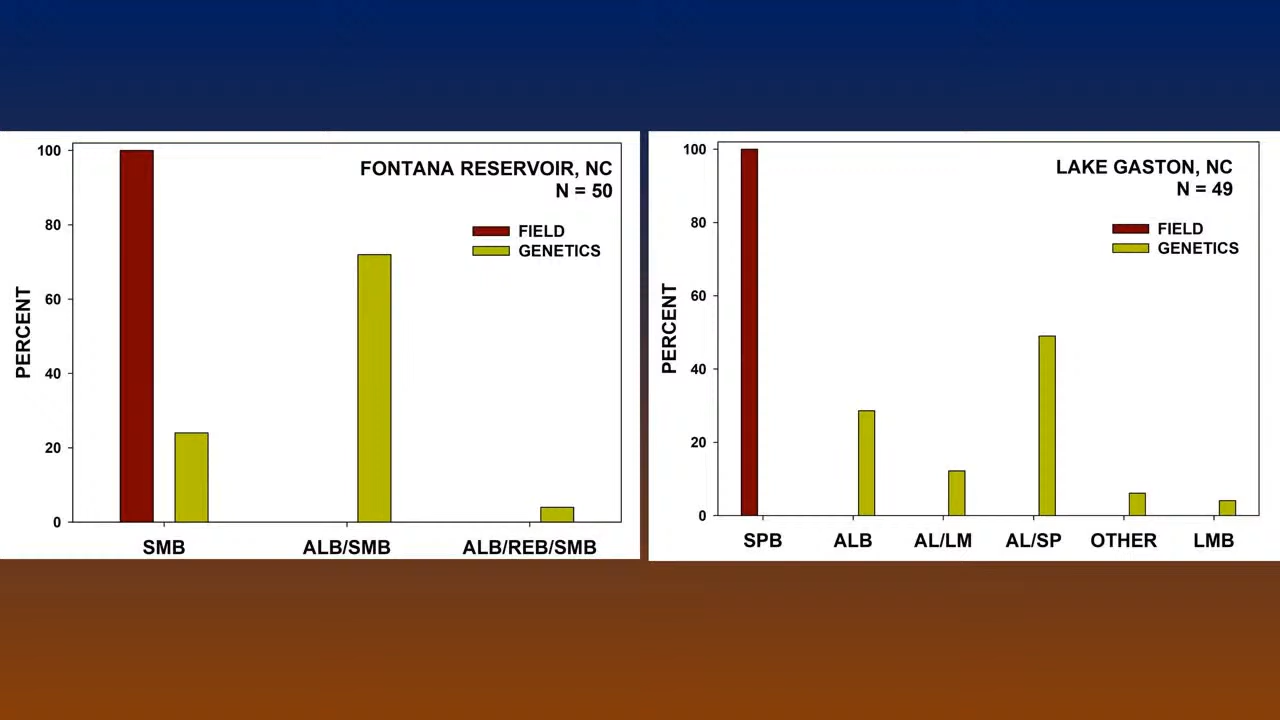 FONTANA RESERVOIR, NC
N = 50
FIELD
GENETICS
PERCENT
100
80
60
40
20
0
SMB ALB/SMB ALB/REB/SMB
LAKE GASTON, NC
N = 49
FIELD
GENETICS
PERCENT
100
80
60
40
20
0
SPB ALB AL/LM AL/SP OTHER LMB